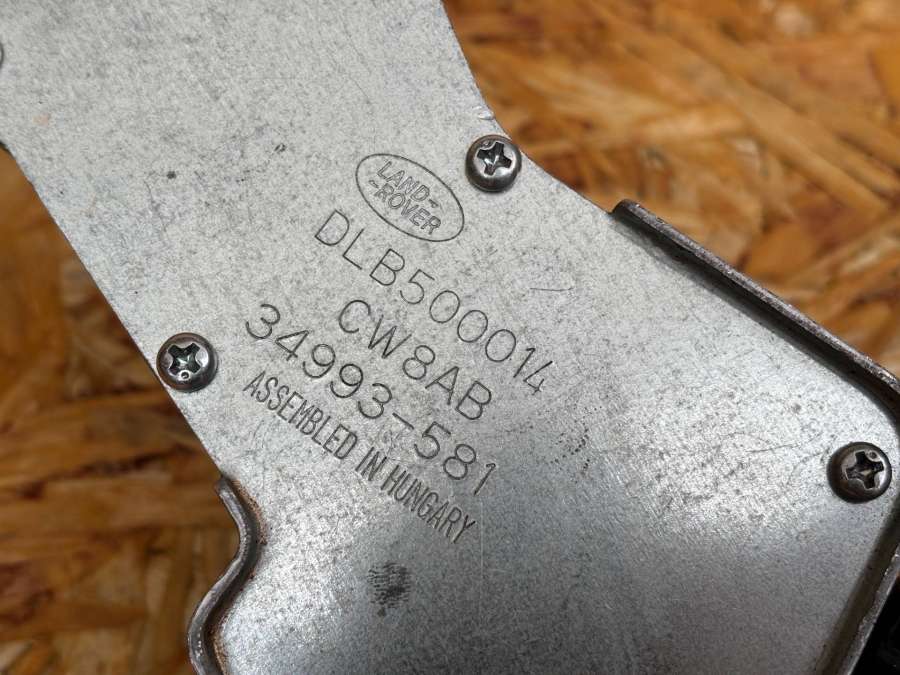 LAND-
-ROVER
DLB500014
CW8AB
34993-581
ASSEMBLED IN HUNGARY